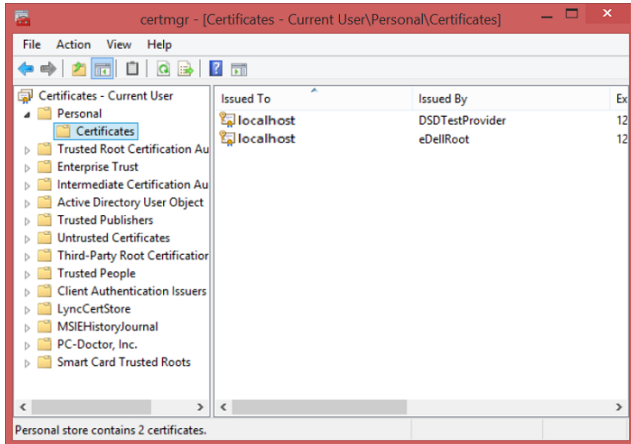 certmgr - [Certificates - Current User\Personal\Certificates]
File Action View Help
Certificates - Current User
Personal
Certificates
Trusted Root Certification Au
Enterprise Trust
Intermediate Certification Au
Active Directory User Object
Trusted Publishers
Untrusted Certificates
Third-Party Root Certification
Trusted People
Client Authentication Issuers
LyncCertStore
MSIEHistoryJournal
PC-Doctor, Inc.
Smart Card Trusted Roots
Issued To Issued By Ex
localhost DSDTestProvider 12
localhost eDellRoot 12
Personal store contains 2 certificates.